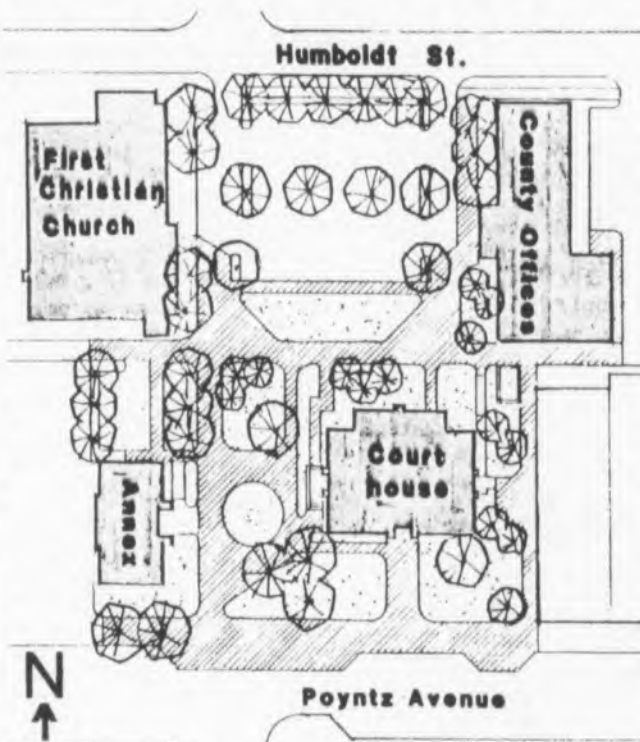 Humboldt St.
First
Christian
Church
County Offices
Court
house
Annex
N
Poyntz Avenue